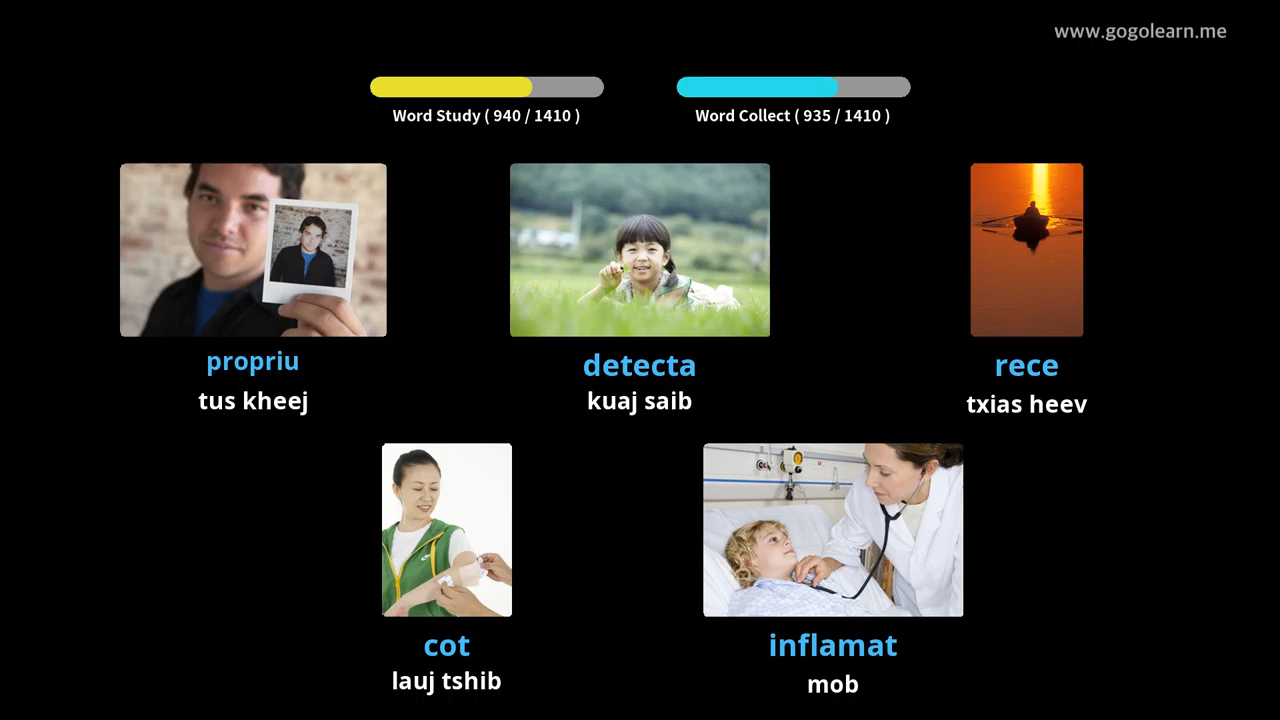 www.gogolearn.me
Word Study ( 940 / 1410 )
Word Collect ( 935 / 1410 )
propriu
tus kheej
detecta
kuaj saib
rece
txias heev
cot
lauj tshib
inflamat
mob